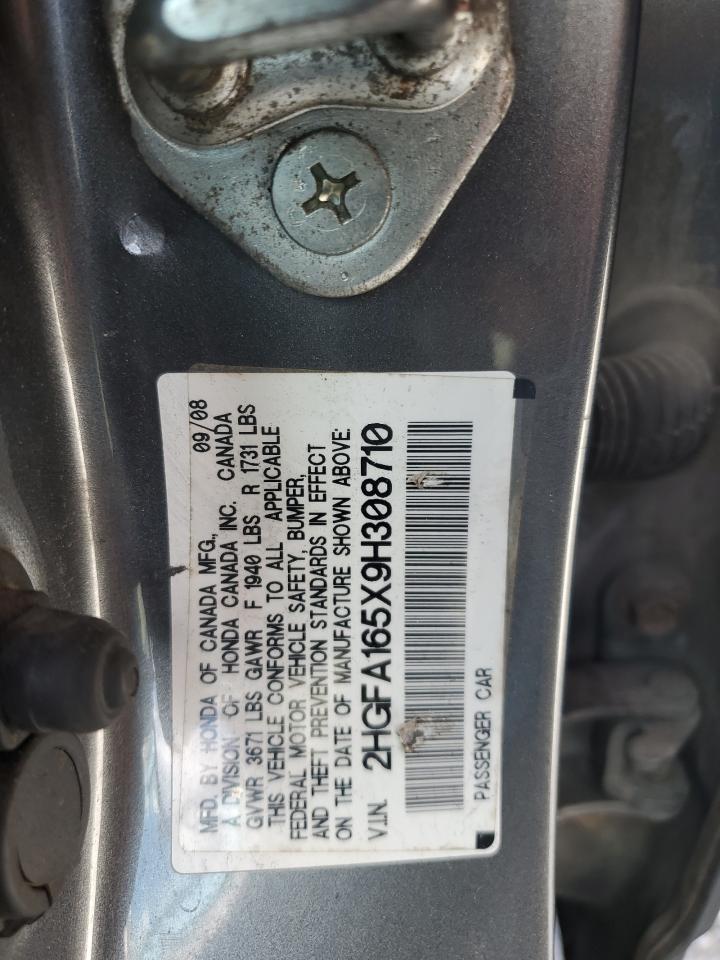 MFD. BY HONDA OF CANADA MFG., 09/08
A DIVISION OF HONDA CANADA INC. CANADA
GVWR 3671 LBS GAWR F 1940 LBS R 1731 LBS
THIS VEHICLE CONFORMS TO ALL APPLICABLE
FEDERAL MOTOR VEHICLE SAFETY, BUMPER,
AND THEFT PREVENTION STANDARDS IN EFFECT
ON THE DATE OF MANUFACTURE SHOWN ABOVE.
V.I.N. 2HGFA165X9H308710
PASSENGER CAR